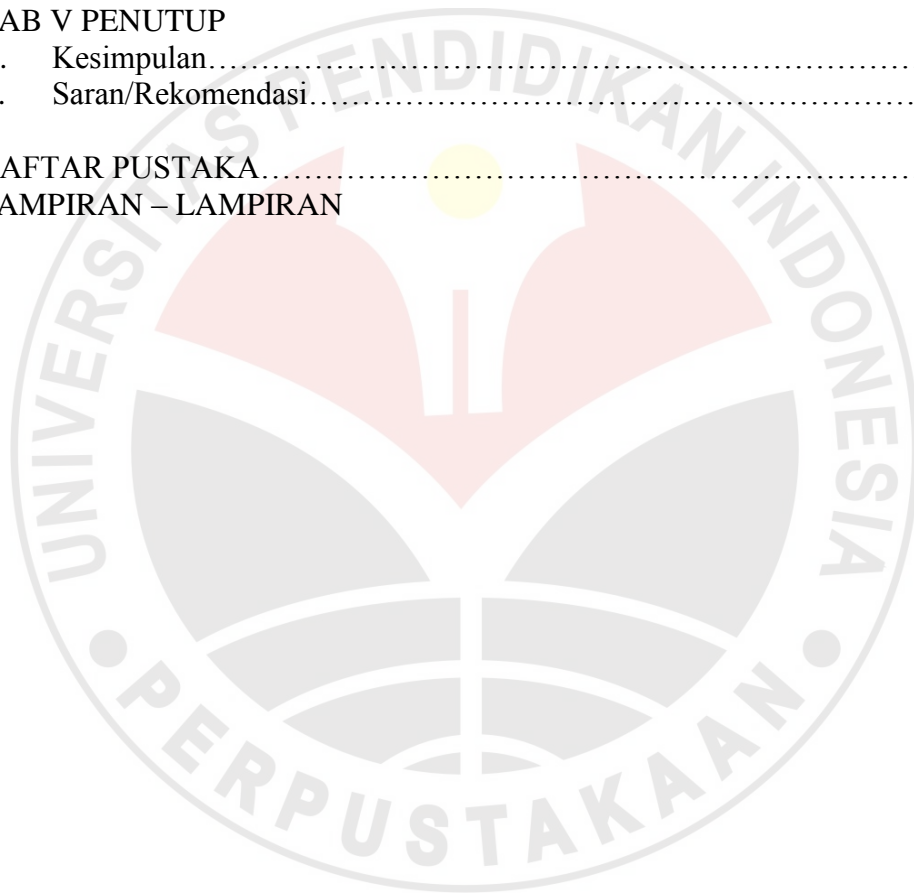 AB V PENUTUP
. Kesimpulan……………………………………………………………
. Saran/Rekomendasi…………………………………………………
AFTAR PUSTAKA………………………………………………………
AMPIRAN – LAMPIRAN
UNIVERSITAS PENDIDIKAN INDONESIA
PERPUSTAKAAN